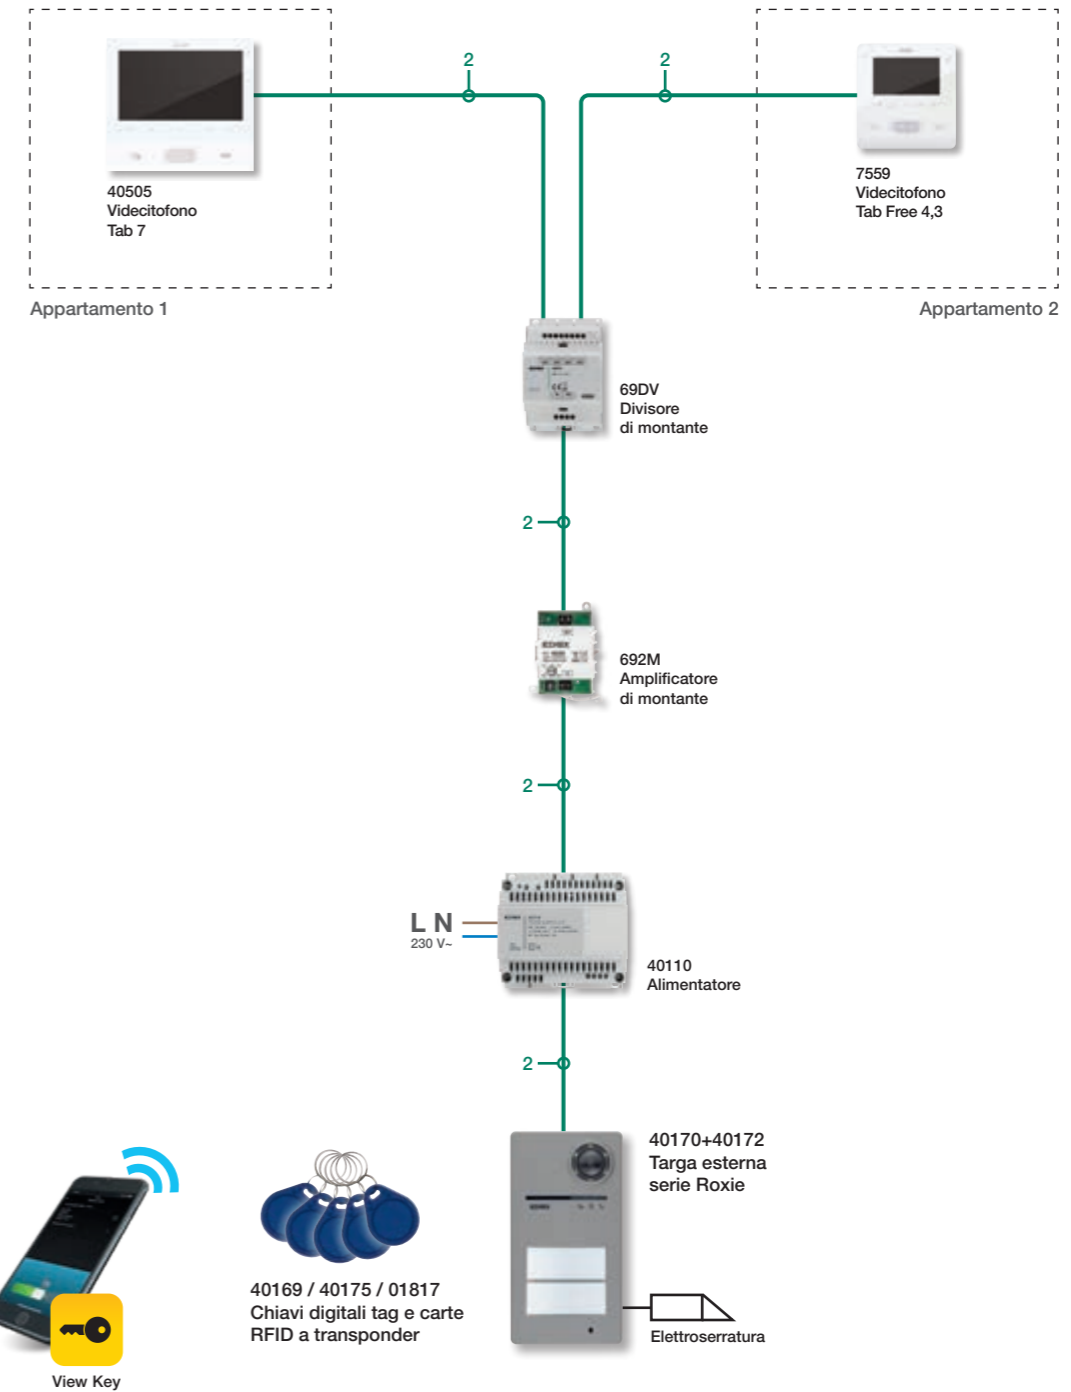 2
2
40505
Videcitofono
Tab 7
7559
Videcitofono
Tab Free 4,3
Appartamento 1
Appartamento 2
69DV
Divisore
di montante
2
692M
Amplificatore
di montante
2
L N
230 V~
40110
Alimentatore
2
40170+40172
Targa esterna
serie Roxie
40169 / 40175 / 01817
Chiavi digitali tag e carte
RFID a transponder
Elettroserratura
View Key